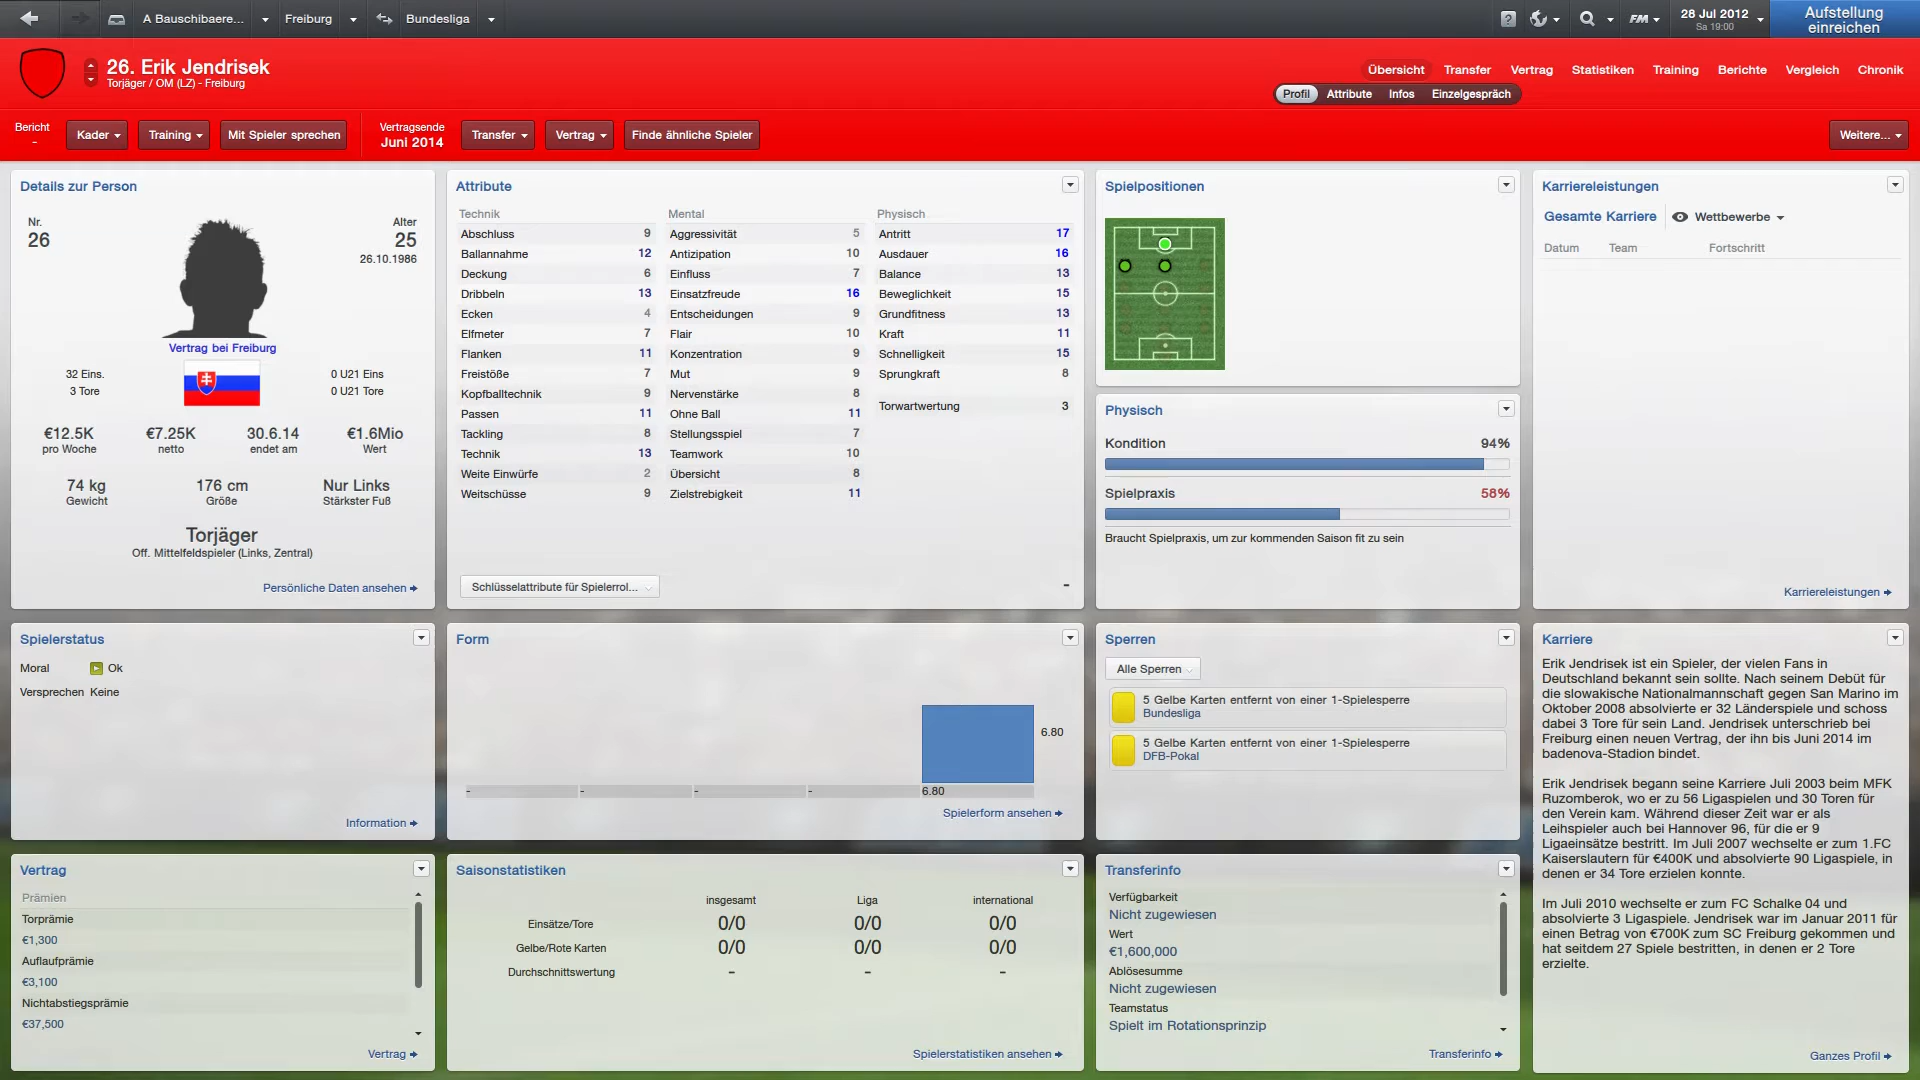 A Bauschibaere...
Freiburg
Bundesliga
28 Jul 2012
Sa 19:00
Aufstellung einreichen
26. Erik Jendrisek
Torjäger / OM (LZ) - Freiburg
Übersicht Transfer Vertrag Statistiken Training Berichte Vergleich Chronik
Profil Attribute Infos Einzelgespräch
Bericht
-
Kader
Training
Mit Spieler sprechen
Vertragsende
Juni 2014
Transfer
Vertrag
Finde ähnliche Spieler
Weitere...
Details zur Person
Nr.
26
Alter
25
26.10.1986
Vertrag bei Freiburg
32 Eins.
3 Tore
0 U21 Eins
0 U21 Tore
€12.5K
pro Woche
€7.25K
netto
30.6.14
endet am
€1.6Mio
Wert
74 kg
Gewicht
176 cm
Größe
Nur Links
Stärkster Fuß
Torjäger
Off. Mittelfeldspieler (Links, Zentral)
Persönliche Daten ansehen
Attribute
Technik
Abschluss 9
Ballannahme 12
Deckung 6
Dribbeln 13
Ecken 4
Elfmeter 7
Flanken 11
Freistöße 7
Kopfballtechnik 9
Passen 11
Tackling 8
Technik 13
Weite Einwürfe 2
Weitschüsse 9
Mental
Aggressivität 5
Antizipation 10
Einfluss 7
Einsatzfreude 16
Entscheidungen 9
Flair 10
Konzentration 9
Mut 9
Nervenstärke 8
Ohne Ball 11
Stellungsspiel 7
Teamwork 10
Übersicht 8
Zielstrebigkeit 11
Physisch
Antritt 17
Ausdauer 16
Balance 13
Beweglichkeit 15
Grundfitness 13
Kraft 11
Schnelligkeit 15
Sprungkraft 8
Torwartwertung 3
Schlüsselattribute für Spielerrol...
-
Spielpositionen
Physisch
Kondition 94%
Spielpraxis 58%
Braucht Spielpraxis, um zur kommenden Saison fit zu sein
Karriereleistungen
Gesamte Karriere
Wettbewerbe
Datum Team Fortschritt
Karriereleistungen
Spielerstatus
Moral Ok
Versprechen Keine
Information
Form
6.80
- - - - 6.80
Spielerform ansehen
Sperren
Alle Sperren
5 Gelbe Karten entfernt von einer 1-Spielesperre
Bundesliga
5 Gelbe Karten entfernt von einer 1-Spielesperre
DFB-Pokal
Karriere
Erik Jendrisek ist ein Spieler, der vielen Fans in
Deutschland bekannt sein sollte. Nach seinem Debüt für
die slowakische Nationalmannschaft gegen San Marino im
Oktober 2008 absolvierte er 32 Länderspiele und schoss
dabei 3 Tore für sein Land. Jendrisek unterschrieb bei
Freiburg einen neuen Vertrag, der ihn bis Juni 2014 im
badenova-Stadion bindet.
Erik Jendrisek begann seine Karriere Juli 2003 beim MFK
Ruzomberok, wo er zu 56 Ligaspielen und 30 Toren für
den Verein kam. Während dieser Zeit war er als
Leihspieler auch bei Hannover 96, für die er 9
Ligaeinsätze bestritt. Im Juli 2007 wechselte er zum 1.FC
Kaiserslautern für €400K und absolvierte 90 Ligaspiele, in
denen er 34 Tore erzielen konnte.
Im Juli 2010 wechselte er zum FC Schalke 04 und
absolvierte 3 Ligaspiele. Jendrisek war im Januar 2011 für
einen Betrag von €700K zum SC Freiburg gekommen und
hat seitdem 27 Spiele bestritten, in denen er 2 Tore
erzielte.
Ganzes Profil
Vertrag
Prämien
Torprämie
€1,300
Auflaufprämie
€3,100
Nichtabstiegsprämie
€37,500
Vertrag
Saisonstatistiken
insgesamt Liga international
Einsätze/Tore 0/0 0/0 0/0
Gelbe/Rote Karten 0/0 0/0 0/0
Durchschnittswertung - - -
Spielerstatistiken ansehen
Transferinfo
Verfügbarkeit
Nicht zugewiesen
Wert
€1,600,000
Ablösesumme
Nicht zugewiesen
Teamstatus
Spielt im Rotationsprinzip
Transferinfo
? FM